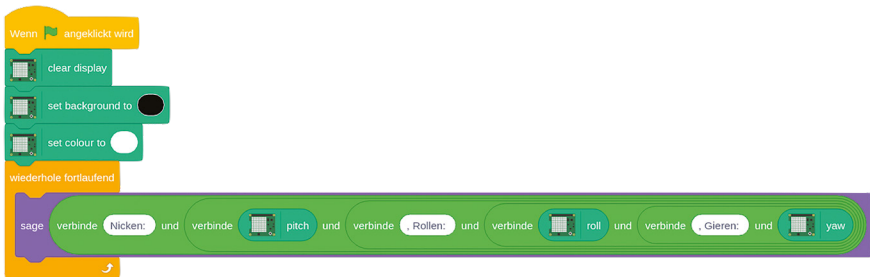 Wenn angeklickt wird
clear display
set background to
set colour to
wiederhole fortlaufend
sage verbinde Nicken: und verbinde pitch und verbinde , Rollen: und verbinde roll und verbinde , Gieren: und yaw